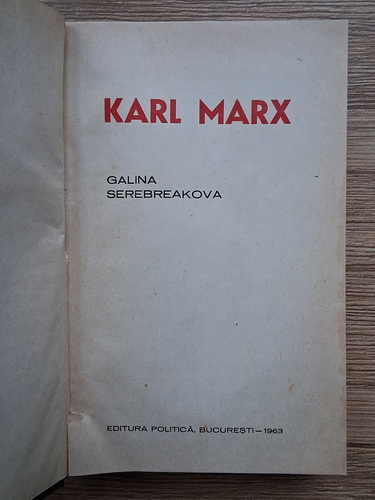 KARL MARX
GALINA
SEREBREAKOVA
EDITURA POLITICĂ, BUCUREȘTI — 1963